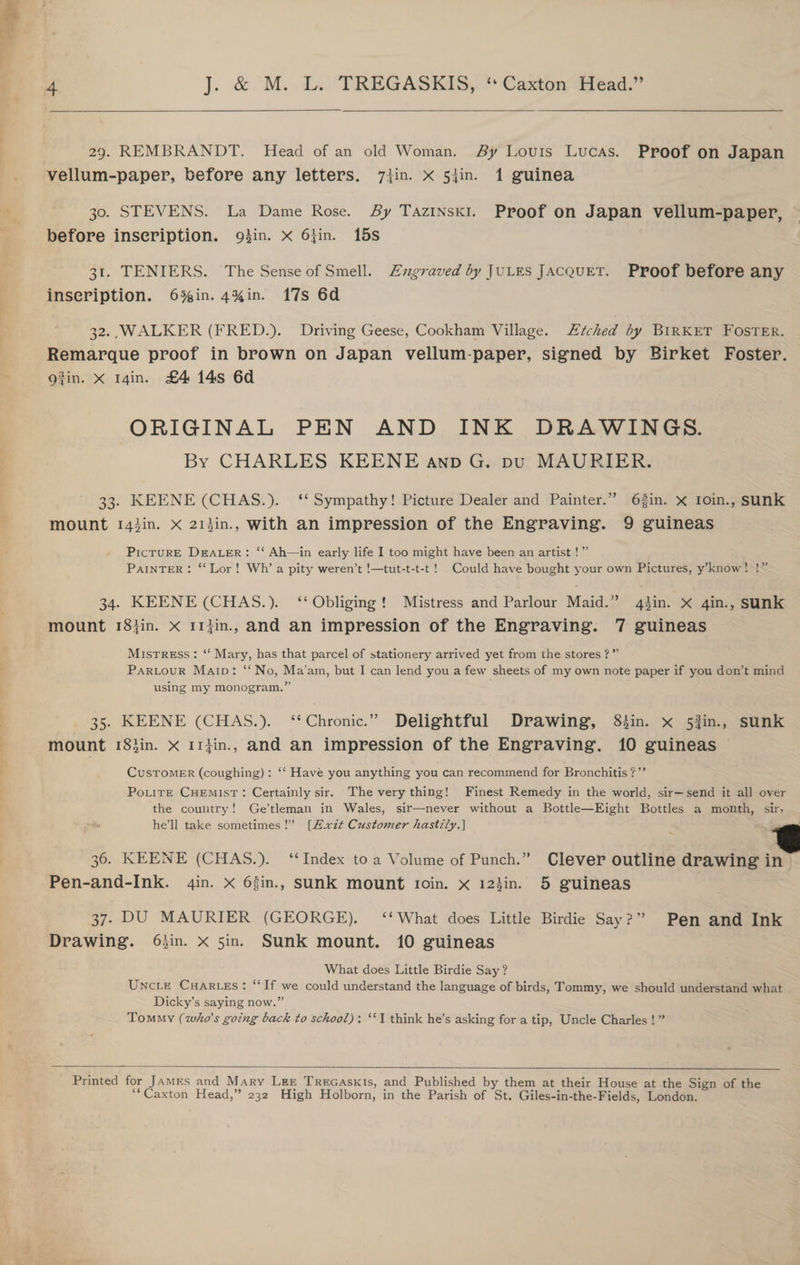 4 J. & M. L. TREGASKIS, “Caxton Head.”
29. REMBRANDT. Head of an old Woman. By Louis Lucas. Proof on Japan
vellum-paper, before any letters. 7¼in. × 5¼in. 1 guinea
30. STEVENS. La Dame Rose. By Tazinski. Proof on Japan vellum-paper,
before inscription. 9½in. × 6½in. 15s
31. TENIERS. The Sense of Smell. Engraved by Jules Jacquet. Proof before any
inscription. 6⅝in. 4⅝in. 17s 6d
32. WALKER (FRED.). Driving Geese, Cookham Village. Etched by Birket Foster.
Remarque proof in brown on Japan vellum-paper, signed by Birket Foster.
9¾in. × 14in. £4 14s 6d
ORIGINAL PEN AND INK DRAWINGS.
By CHARLES KEENE and G. du MAURIER.
33. KEENE (CHAS.). “Sympathy! Picture Dealer and Painter.” 6¾in. × 10in., sunk
mount 14½in. × 21½in., with an impression of the Engraving. 9 guineas
Picture Dealer: “Ah—in early life I too might have been an artist!”
Painter: “Lor! Wh’ a pity weren’t!—tut-t-t-t! Could have bought your own Pictures, y’know! !”
34. KEENE (CHAS.). “Obliging! Mistress and Parlour Maid.” 4½in. × 4in., sunk
mount 18½in. × 11½in., and an impression of the Engraving. 7 guineas
Mistress: “Mary, has that parcel of stationery arrived yet from the stores?”
Parlour Maid: “No, Ma’am, but I can lend you a few sheets of my own note paper if you don’t mind
using my monogram.”
35. KEENE (CHAS.). “Chronic.” Delightful Drawing, 8½in. × 5¾in., sunk
mount 18½in. × 11½in., and an impression of the Engraving. 10 guineas
Customer (coughing): “Have you anything you can recommend for Bronchitis?”
Polite Chemist: Certainly sir. The very thing! Finest Remedy in the world, sir—send it all over
the country! Ge’tleman in Wales, sir—never without a Bottle—Eight Bottles a month, sir,
he’ll take sometimes!” [Exit Customer hastily.]
36. KEENE (CHAS.). “Index to a Volume of Punch.” Clever outline drawing in
Pen-and-Ink. 4in. × 6¾in., sunk mount 10in. × 12½in. 5 guineas
37. DU MAURIER (GEORGE). “What does Little Birdie Say?” Pen and Ink
Drawing. 6½in. × 5in. Sunk mount. 10 guineas
What does Little Birdie Say?
Uncle Charles: “If we could understand the language of birds, Tommy, we should understand what
Dicky’s saying now.”
Tommy (who’s going back to school): “I think he’s asking for a tip, Uncle Charles!”
Printed for James and Mary Lee Tregaskis, and Published by them at their House at the Sign of the
“Caxton Head,” 232 High Holborn, in the Parish of St. Giles-in-the-Fields, London.